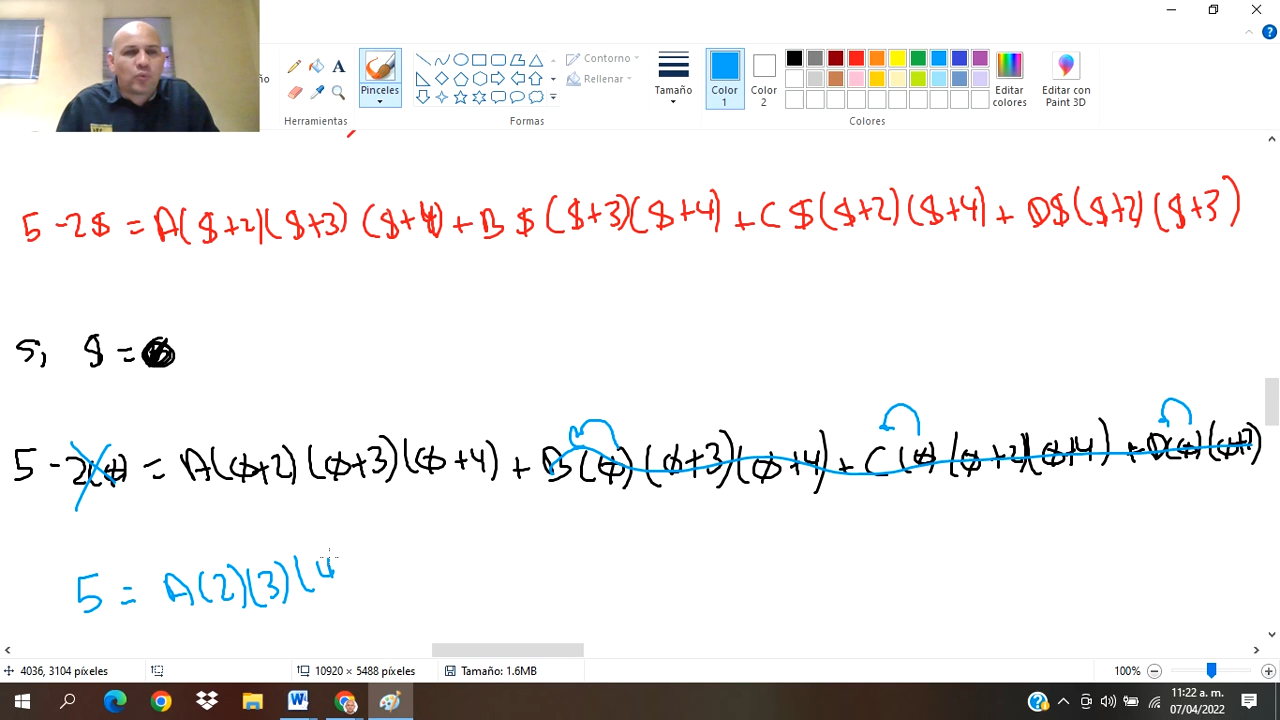 Contorno
Rellenar
Pinceles
Tamaño
Color 1
Color 2
Editar colores
Editar con Paint 3D
Herramientas
Formas
Colores
5 - 2$ = A($+2)($+3) ($+4) + B $ ($+3)($+4) + C $($+2)($+4) + D$($+2)($+3)
S, $ = 0
5 - 2(0) = A(0+2)(0+3)(0+4) + B(0)(0+3)(0+4) + C(0)(0+2)(0+4) + D(0)(0+2)
5 = A(2)(3)(4
4036, 3104 píxeles
10920 × 5488 píxeles
Tamaño: 1.6MB
100%
11:22 a. m.
07/04/2022